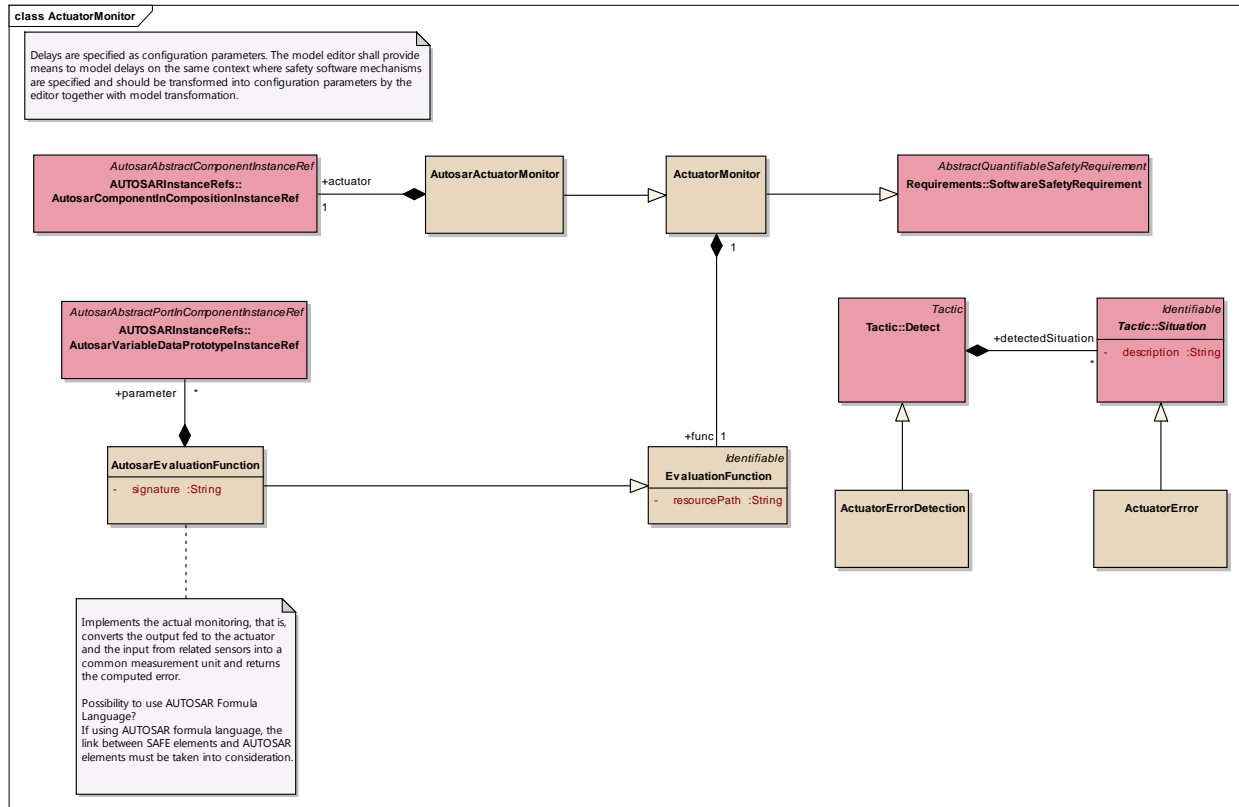 class ActuatorMonitor
Delays are specified as configuration parameters. The model editor shall provide
means to model delays on the same context where safety software mechanisms
are specified and should be transformed into configuration parameters by the
editor together with model transformation.
AutosarAbstractComponentInstanceRef
AUTOSARInstanceRefs::
AutosarComponentInCompositionInstanceRef
+actuator
1
AutosarActuatorMonitor
ActuatorMonitor
1
AbstractQuantifiableSafetyRequirement
Requirements::SoftwareSafetyRequirement
AutosarAbstractPortInComponentInstanceRef
AUTOSARInstanceRefs::
AutosarVariableDataPrototypeInstanceRef
+parameter
*
Tactic
Tactic::Detect
+detectedSituation
*
Identifiable
Tactic::Situation
- description :String
AutosarEvaluationFunction
- signature :String
+func
1
Identifiable
EvaluationFunction
- resourcePath :String
ActuatorErrorDetection
ActuatorError
Implements the actual monitoring, that is,
converts the output fed to the actuator
and the input from related sensors into a
common measurement unit and returns
the computed error.
Possibility to use AUTOSAR Formula
Language?
If using AUTOSAR formula language, the
link between SAFE elements and AUTOSAR
elements must be taken into consideration.